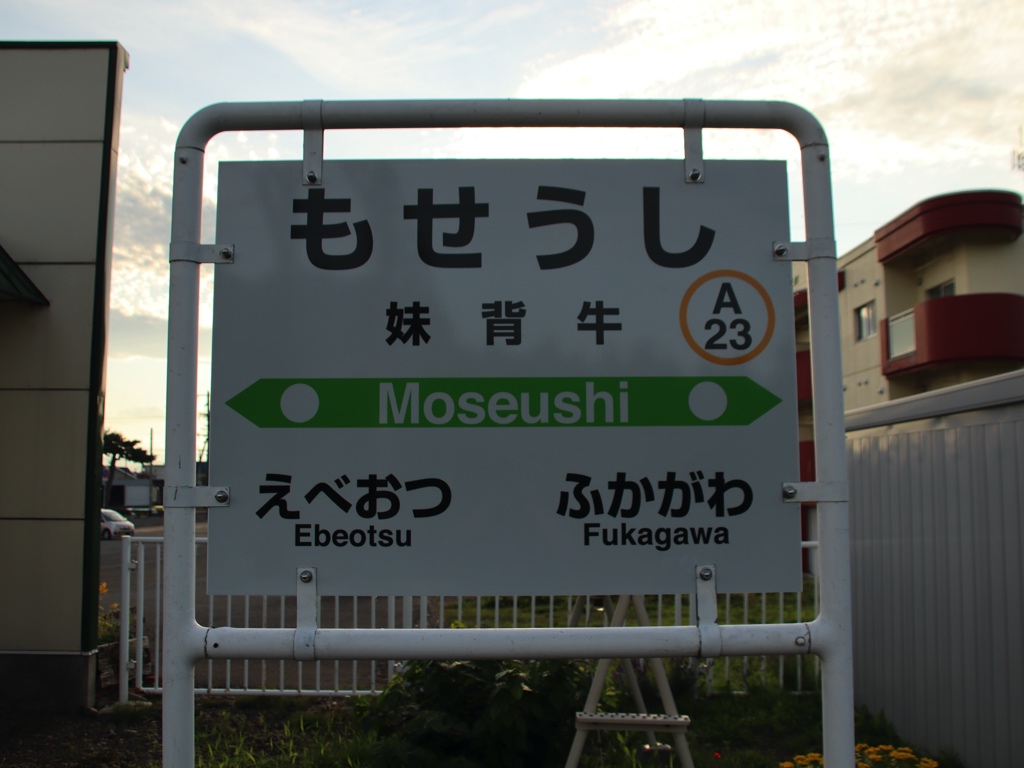 もせうし
妹背牛
A
23
Moseushi
えべおつ ふかがわ
Ebeotsu Fukagawa